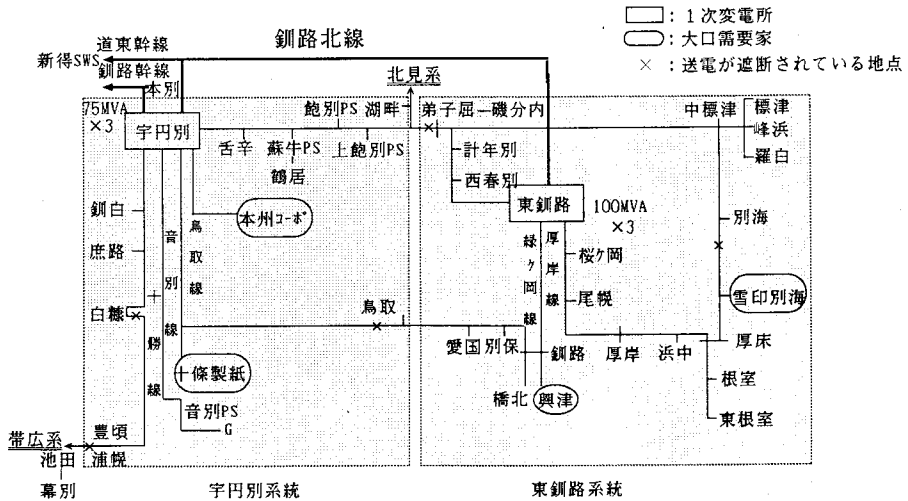 □：1次変電所
釧路北線
道東幹線
：大口需要家
新得SWS
釧路幹線
北見系
×：送電が遮断されている地点
本別
75MVA
×3
飽別PS 湖畔
弟子屈―磯分内
中標津
標津
宇円別
峰浜
舌辛
蘇牛PS
上飽別PS
計年別
羅白
鶴居
西春別
釧白
鳥取線
本州コーポ
東釧路
100MVA
×3
別海
音別線
緑ヶ岡線
厚岸線
庶路
桜ヶ岡
雪印別海
白糠
十勝線
鳥取
尾幌
愛国
別保
釧路
厚岸
浜中
厚床
十條製紙
根室
橋北
興津
音別PS
東根室
豊頃
G
帯広系
池田
浦幌
幕別
宇円別系統
東釧路系統